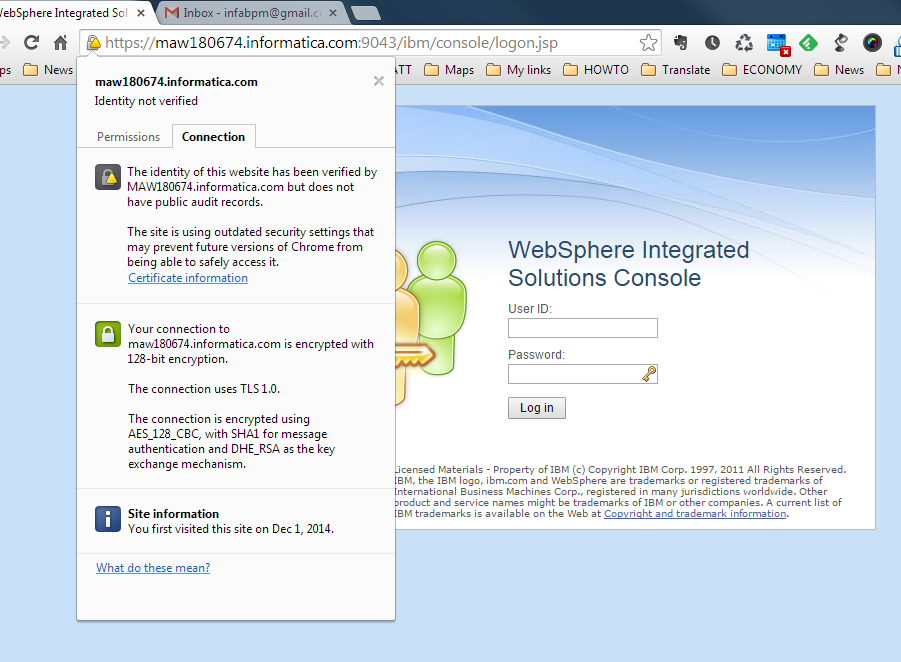 WebSphere Integrated Sol
Inbox - infabpm@gmail.c
https://maw180674.informatica.com:9043/ibm/console/logon.jsp
ps News ATT Maps My links HOWTO Translate ECONOMY News
maw180674.informatica.com
Identity not verified
Permissions Connection
The identity of this website has been verified by
MAW180674.informatica.com but does not
have public audit records.
The site is using outdated security settings that
may prevent future versions of Chrome from
being able to safely access it.
Certificate information
Your connection to
maw180674.informatica.com is encrypted with
128-bit encryption.
The connection uses TLS 1.0.
The connection is encrypted using
AES_128_CBC, with SHA1 for message
authentication and DHE_RSA as the key
exchange mechanism.
Site information
You first visited this site on Dec 1, 2014.
What do these mean?
WebSphere Integrated
Solutions Console
User ID:
Password:
Log in
Licensed Materials - Property of IBM (c) Copyright IBM Corp. 1997, 2011 All Rights Reserved.
IBM, the IBM logo, ibm.com and WebSphere are trademarks or registered trademarks of
International Business Machines Corp., registered in many jurisdictions worldwide. Other
product and service names might be trademarks of IBM or other companies. A current list of
IBM trademarks is available on the Web at Copyright and trademark information.